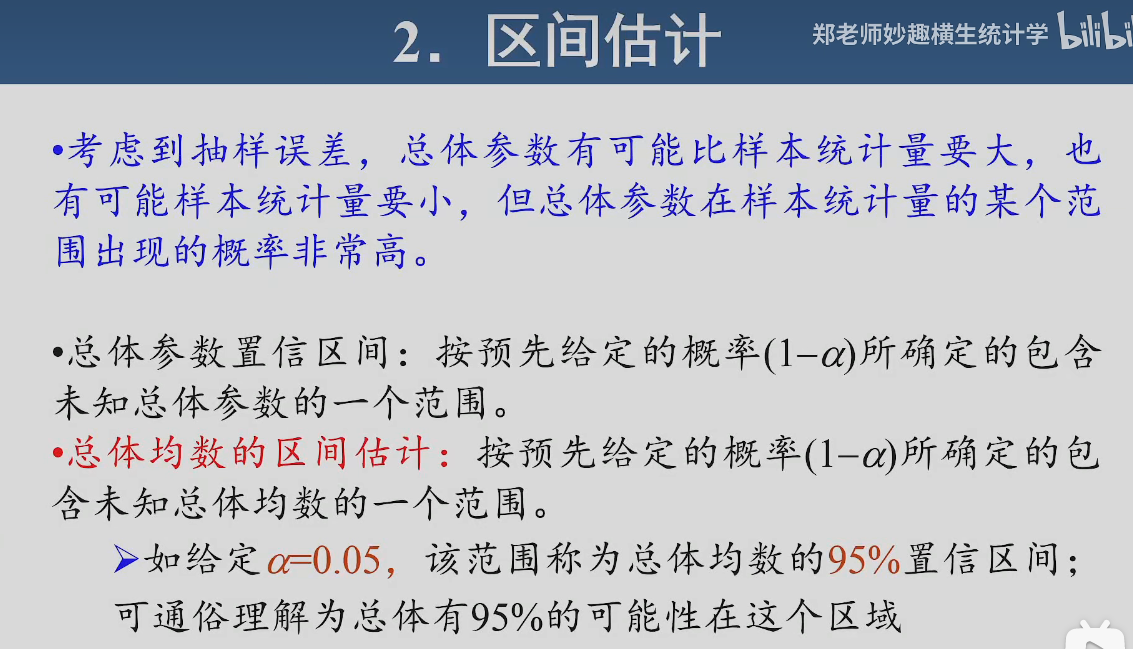 2. 区间估计
郑老师妙趣横生统计学 bilibi
•考虑到抽样误差，总体参数有可能比样本统计量要大，也
有可能样本统计量要小，但总体参数在样本统计量的某个范
围出现的概率非常高。
•总体参数置信区间：按预先给定的概率(1−α)所确定的包含
未知总体参数的一个范围。
•总体均数的区间估计：按预先给定的概率(1−α)所确定的包
含未知总体均数的一个范围。
➢如给定α=0.05，该范围称为总体均数的95%置信区间；
可通俗理解为总体有95%的可能性在这个区域